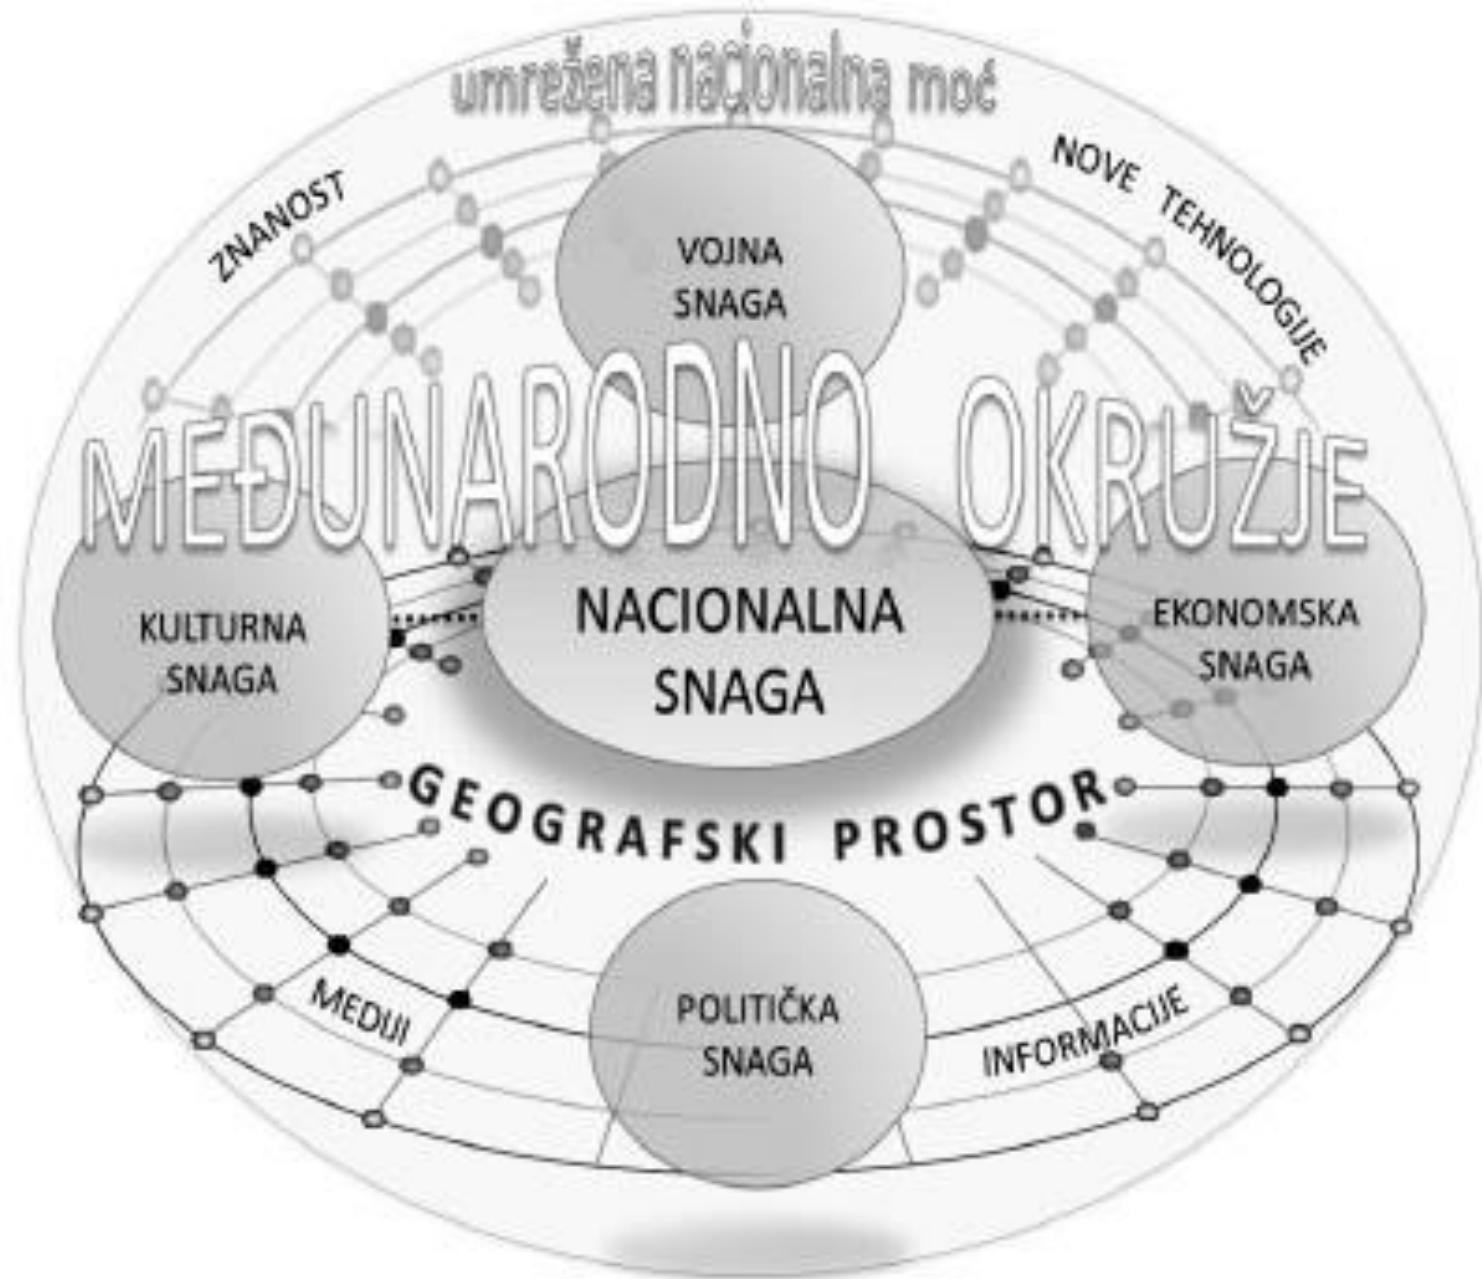 umrežena nacionalna moć
ZNANOST
NOVE TEHNOLOGIJE
VOJNA
SNAGA
MEĐUNARODNO OKRUŽJE
KULTURNA
SNAGA
NACIONALNA
SNAGA
EKONOMSKA
SNAGA
GEOGRAFSKI PROSTOR
MEDIJI
POLITIČKA
SNAGA
INFORMACIJE